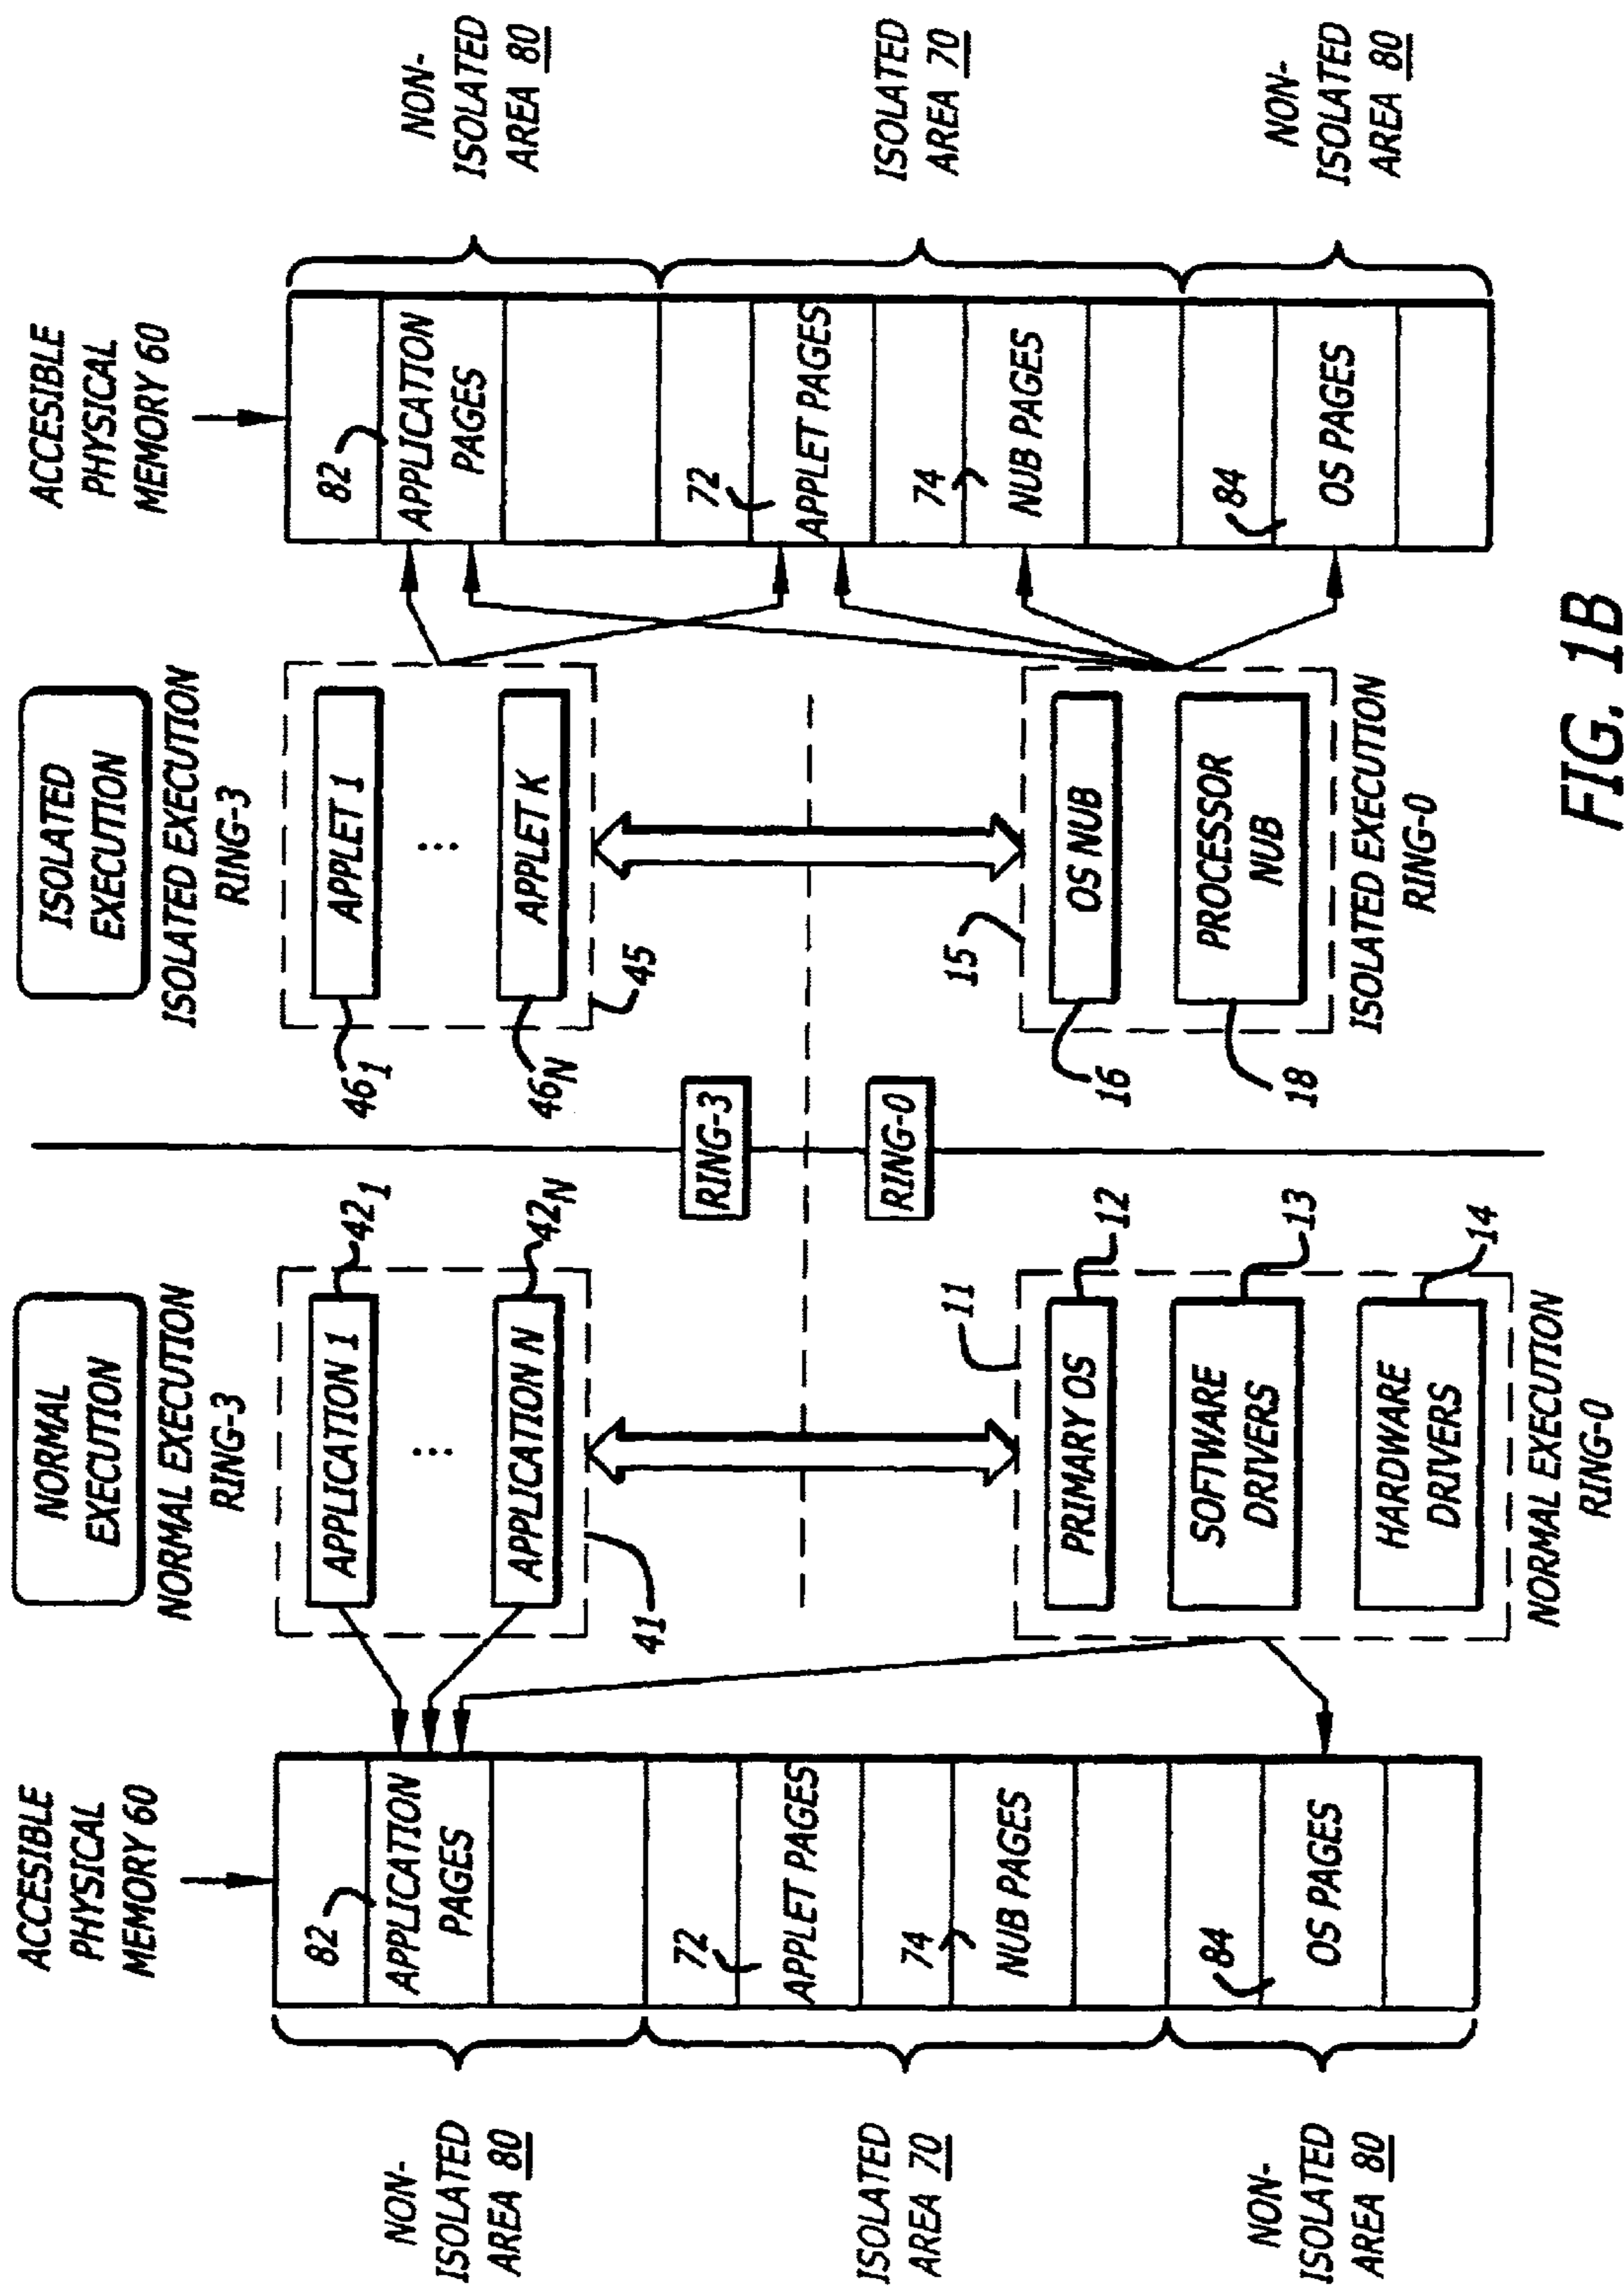 ACCESIBLE
PHYSICAL
MEMORY 60
NON-
ISOLATED
AREA 80
ISOLATED
AREA 70
NON-
ISOLATED
AREA 80
82
APPLICATION
PAGES
72
APPLET PAGES
74
NUB PAGES
84
OS PAGES
NORMAL
EXECUTION
NORMAL EXECUTION
RING-3
APPLICATION 1
42₁
...
APPLICATION N
42N
41
11
PRIMARY OS
12
SOFTWARE
DRIVERS
13
HARDWARE
DRIVERS
14
NORMAL EXECUTION
RING-0
RING-3
RING-0
ISOLATED
EXECUTION
ISOLATED EXECUTION
RING-3
46₁
APPLET 1
...
46N
APPLET K
45
15
OS NUB
16
PROCESSOR
NUB
18
ISOLATED EXECUTION
RING-0
ACCESIBLE
PHYSICAL
MEMORY 60
82
APPLICATION
PAGES
72
APPLET PAGES
74
NUB PAGES
84
OS PAGES
NON-
ISOLATED
AREA 80
ISOLATED
AREA 70
NON-
ISOLATED
AREA 80
FIG. 1B